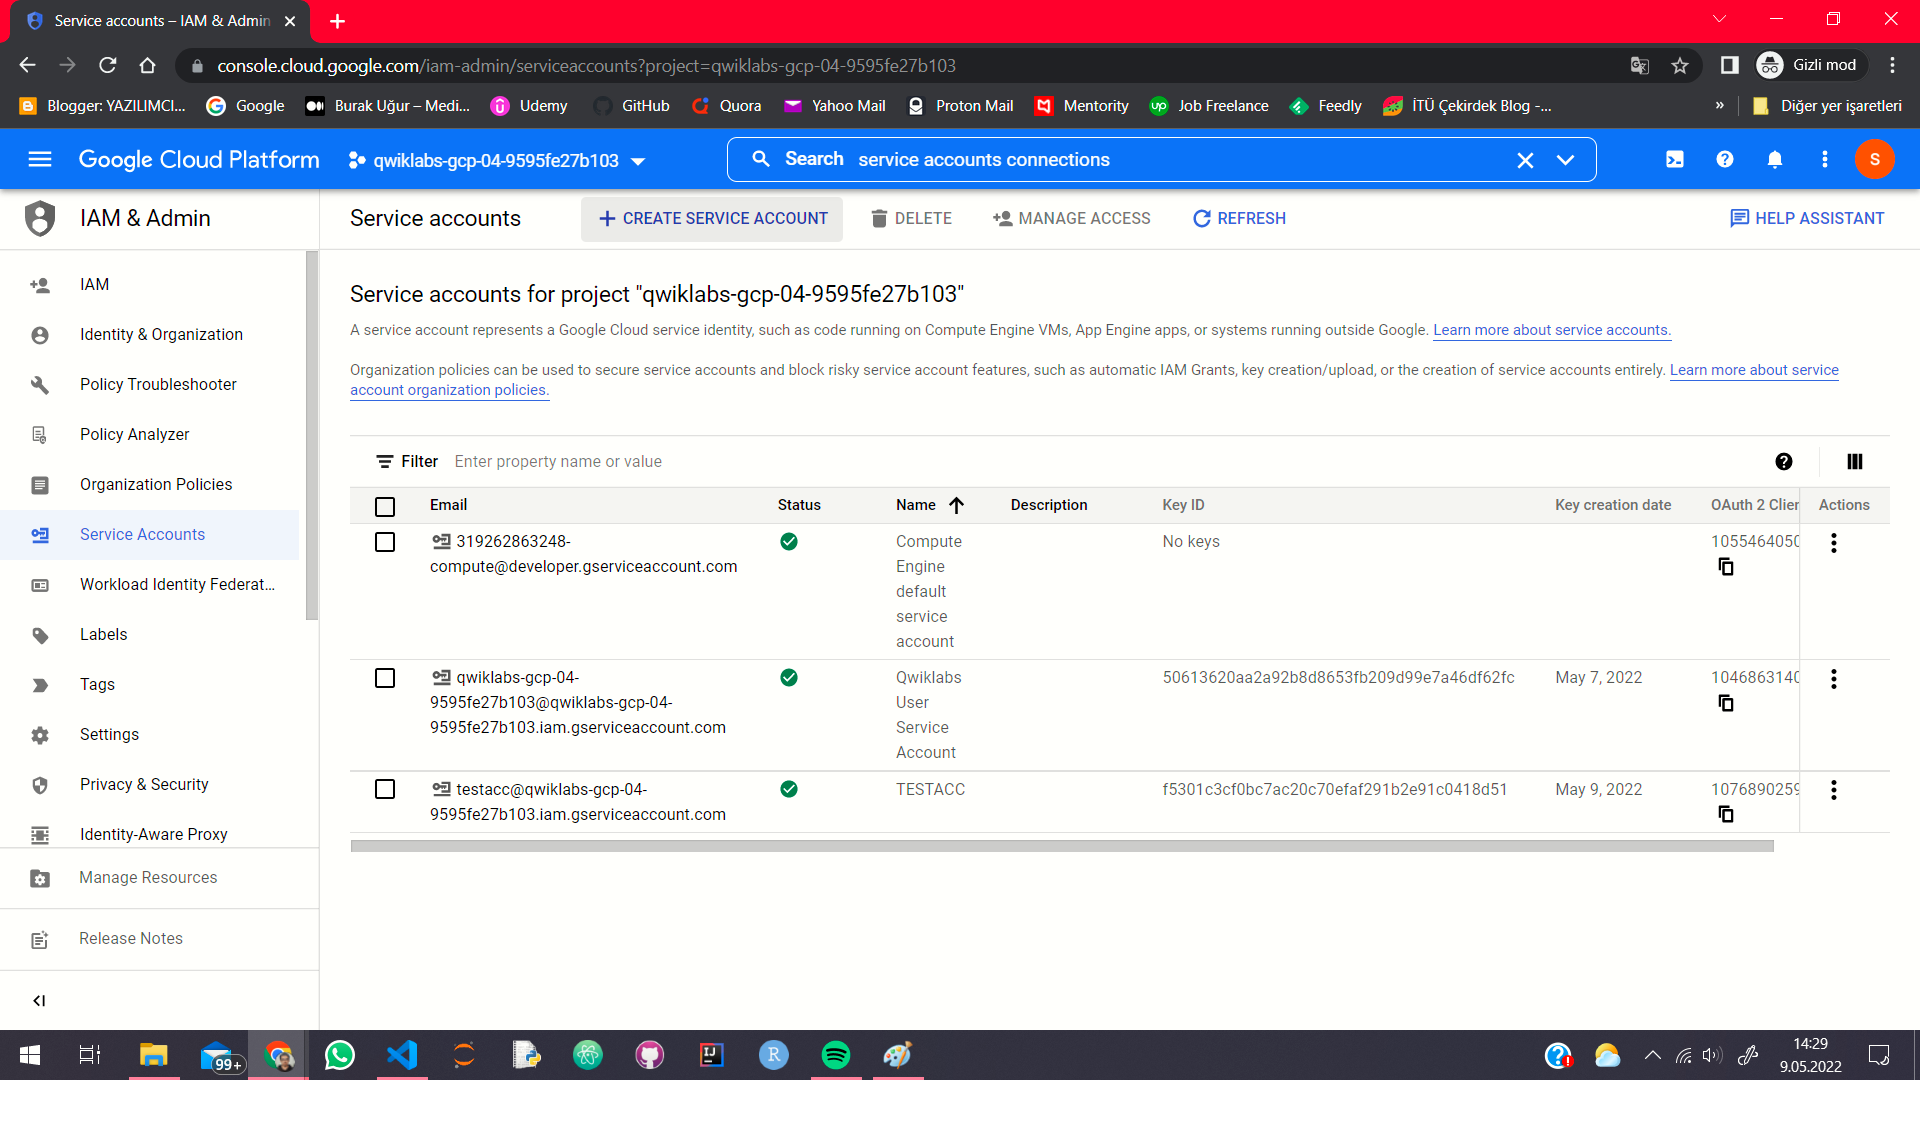 Service accounts – IAM & Admin
console.cloud.google.com/iam-admin/serviceaccounts?project=qwiklabs-gcp-04-9595fe27b103
Gizli mod
Blogger: YAZILIMCI...
Google
Burak Uğur – Medi...
Udemy
GitHub
Quora
Yahoo Mail
Proton Mail
Mentority
Job Freelance
Feedly
İTÜ Çekirdek Blog -...
»
Diğer yer işaretleri
Google Cloud Platform
qwiklabs-gcp-04-9595fe27b103
Search service accounts connections
S
IAM & Admin
Service accounts
CREATE SERVICE ACCOUNT
DELETE
MANAGE ACCESS
REFRESH
HELP ASSISTANT
IAM
Identity & Organization
Policy Troubleshooter
Policy Analyzer
Organization Policies
Service Accounts
Workload Identity Federat...
Labels
Tags
Settings
Privacy & Security
Identity-Aware Proxy
Manage Resources
Release Notes
Service accounts for project "qwiklabs-gcp-04-9595fe27b103"
A service account represents a Google Cloud service identity, such as code running on Compute Engine VMs, App Engine apps, or systems running outside Google. Learn more about service accounts.
Organization policies can be used to secure service accounts and block risky service account features, such as automatic IAM Grants, key creation/upload, or the creation of service accounts entirely. Learn more about service
account organization policies.
Filter Enter property name or value
Email Status Name Description Key ID Key creation date OAuth 2 Clier Actions
319262863248-
compute@developer.gserviceaccount.com
Compute
Engine
default
service
account
No keys
1055464050
qwiklabs-gcp-04-
9595fe27b103@qwiklabs-gcp-04-
9595fe27b103.iam.gserviceaccount.com
Qwiklabs
User
Service
Account
50613620aa2a92b8d8653fb209d99e7a46df62fc
May 7, 2022
1046863140
testacc@qwiklabs-gcp-04-
9595fe27b103.iam.gserviceaccount.com
TESTACC
f5301c3cf0bc7ac20c70efaf291b2e91c0418d51
May 9, 2022
1076890259
99+
IJ
R
14:29
9.05.2022